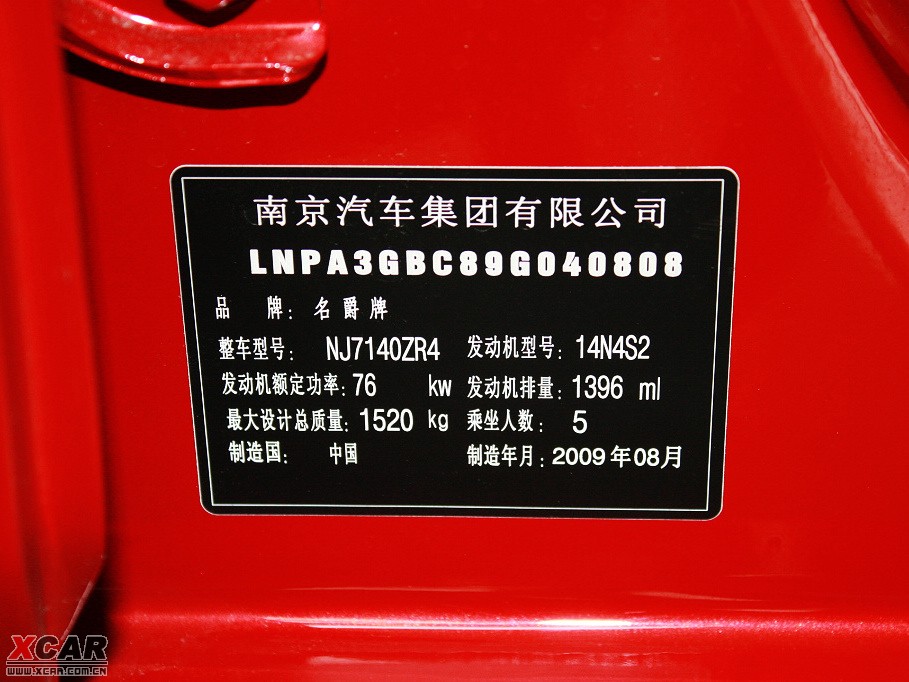 南京汽车集团有限公司
LNPA3GBC89G040808
品 牌: 名爵牌
整车型号: NJ7140ZR4 发动机型号: 14N4S2
发动机额定功率: 76 kw 发动机排量: 1396 ml
最大设计总质量: 1520 kg 乘坐人数: 5
制造国: 中国 制造年月: 2009年08月
XCAR
WWW.XCAR.COM.CN